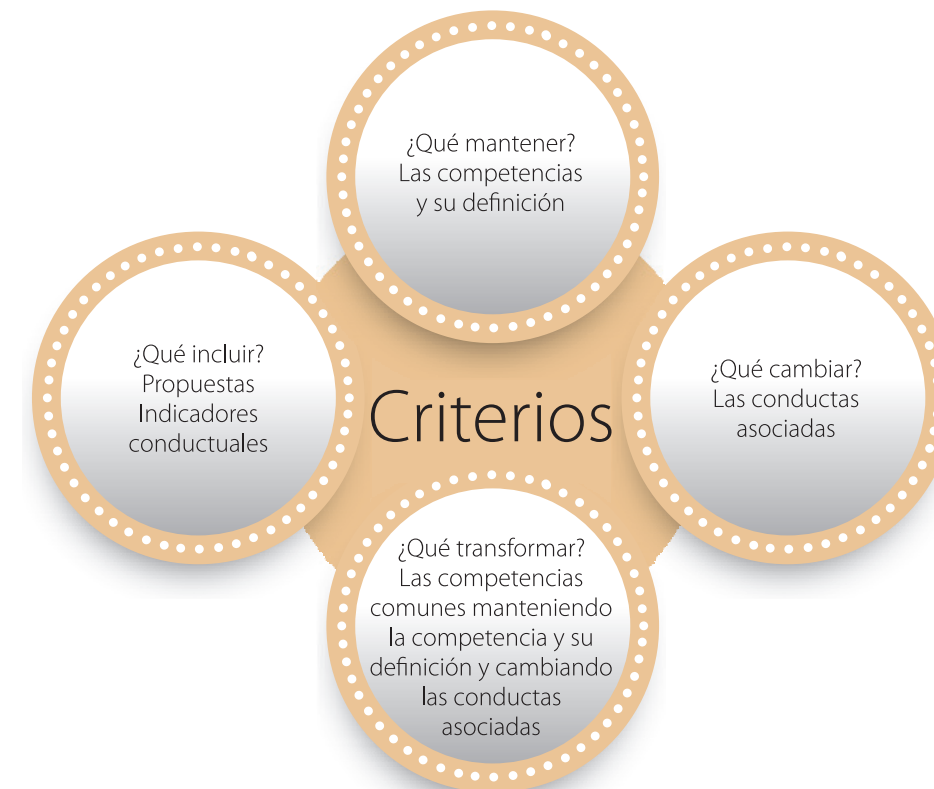 ¿Qué mantener?
Las competencias
y su definición
¿Qué incluir?
Propuestas
Indicadores
conductuales
Criterios
¿Qué cambiar?
Las conductas
asociadas
¿Qué transformar?
Las competencias
comunes manteniendo
la competencia y su
definición y cambiando
las conductas
asociadas